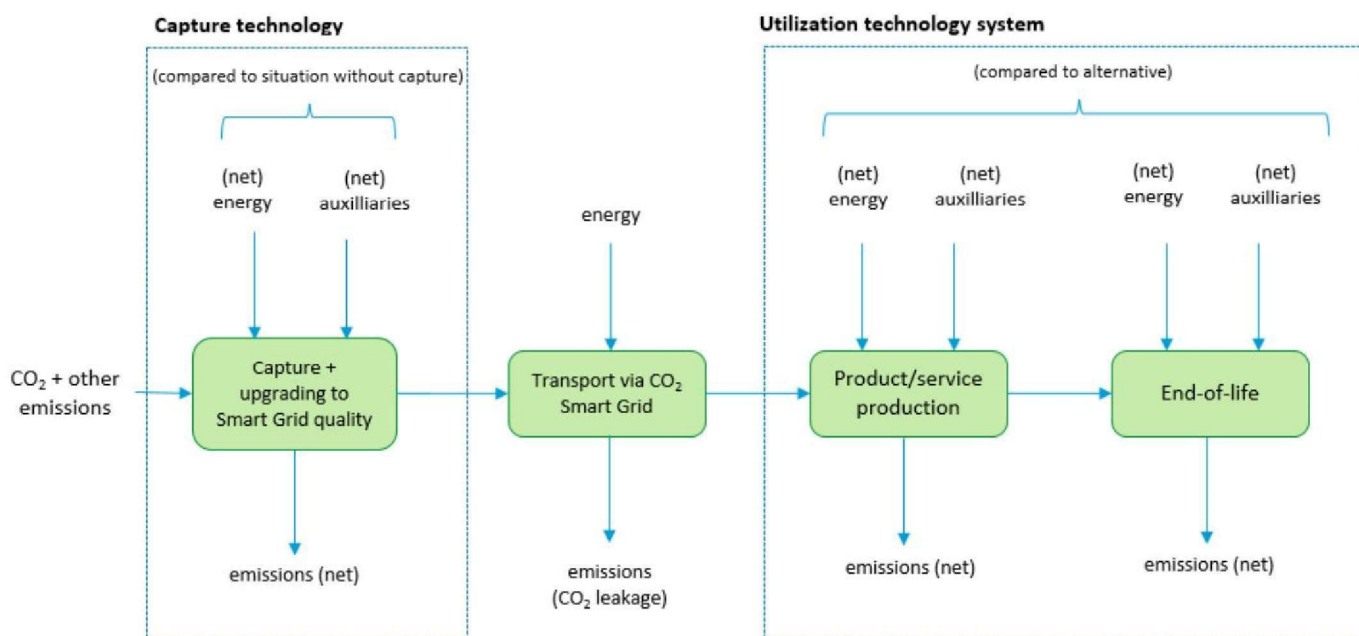 Capture technology
(compared to situation without capture)
(net)
energy
(net)
auxilliaries
CO₂ + other
emissions
Capture +
upgrading to
Smart Grid quality
emissions (net)
energy
Transport via CO₂
Smart Grid
emissions
(CO₂ leakage)
Utilization technology system
(compared to alternative)
(net)
energy
(net)
auxilliaries
(net)
energy
(net)
auxilliaries
Product/service
production
End-of-life
emissions (net)
emissions (net)